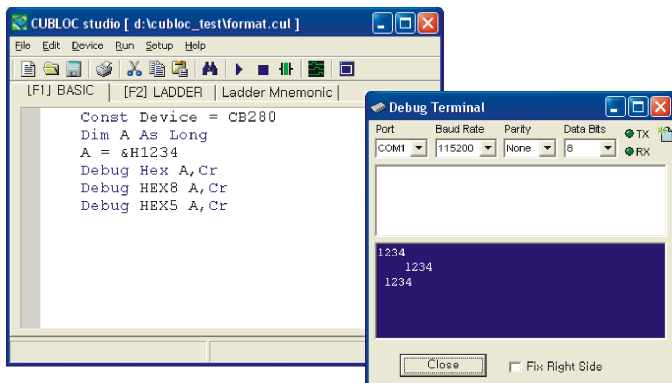 CUBLOC studio [ d:\cubloc_test\format.cul ]
File Edit Device Run Setup Help
[F1] BASIC [F2] LADDER Ladder Mnemonic
Const Device = CB280
Dim A As Long
A = &H1234
Debug Hex A,Cr
Debug HEX8 A,Cr
Debug HEX5 A,Cr
Debug Terminal
Port Baud Rate Parity Data Bits TX
COM1 115200 None 8 RX
1234
    1234
 1234
Close Fix Right Side